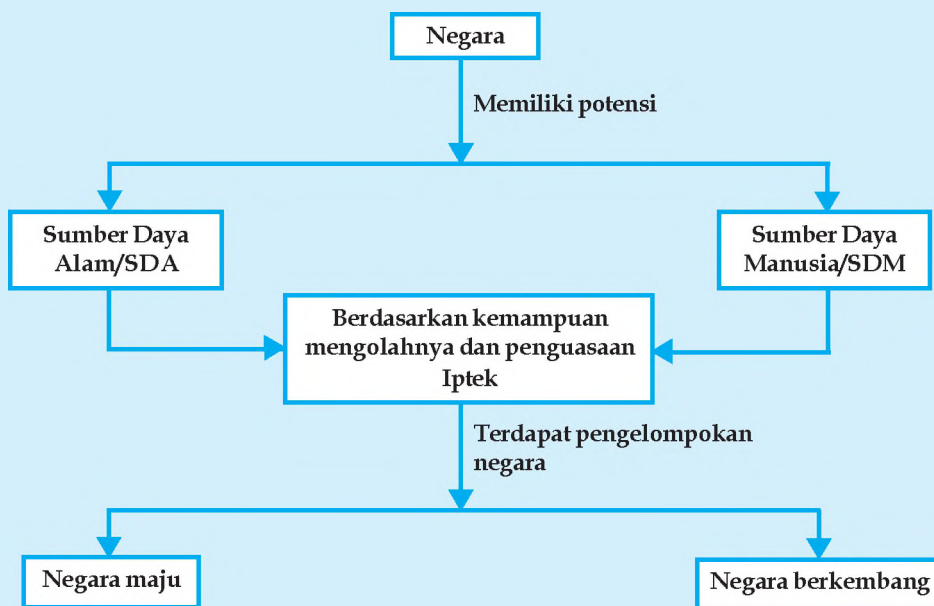 Negara
Memiliki potensi
Sumber Daya
Alam/SDA
Sumber Daya
Manusia/SDM
Berdasarkan kemampuan
mengolahnya dan penguasaan
Iptek
Terdapat pengelompokan
negara
Negara maju
Negara berkembang